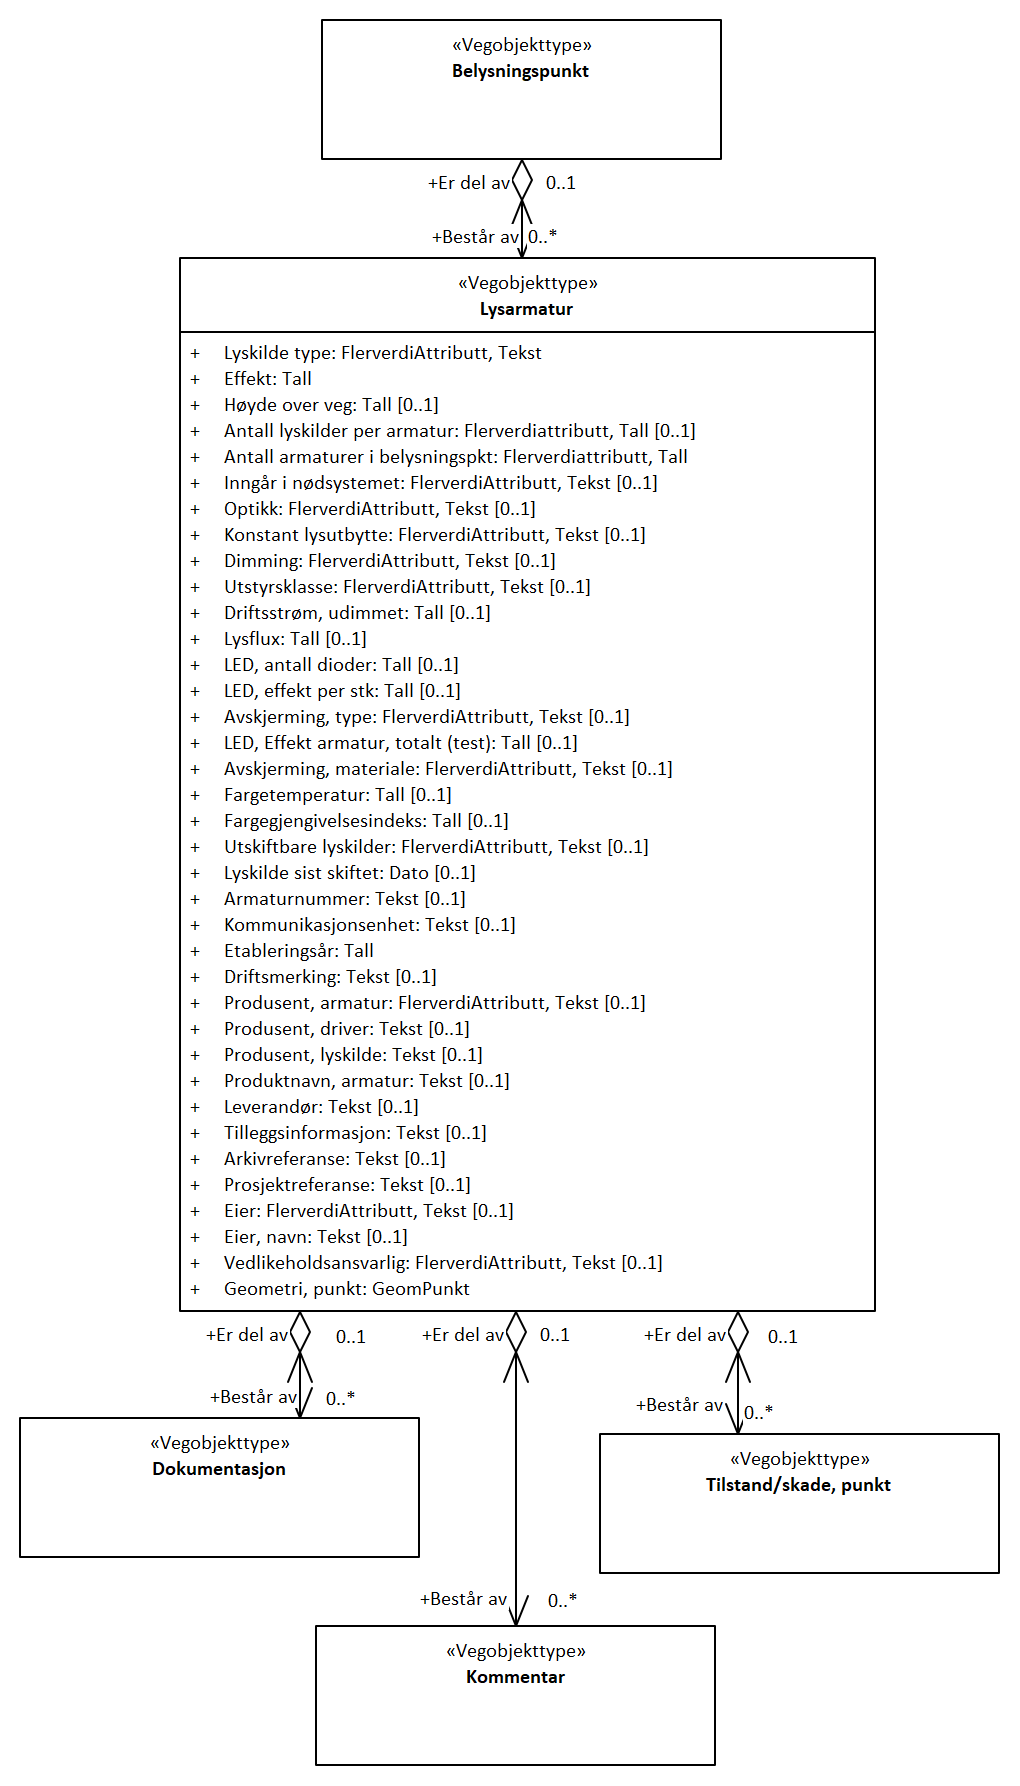 «Vegobjekttype»
Belysningspunkt
+Er del av 0..1
+Består av 0..*
«Vegobjekttype»
Lysarmatur
+ Lyskilde type: FlerverdiAttributt, Tekst
+ Effekt: Tall
+ Høyde over veg: Tall [0..1]
+ Antall lyskilder per armatur: Flerverdiattributt, Tall [0..1]
+ Antall armaturer i belysningspkt: Flerverdiattributt, Tall
+ Inngår i nødsystemet: FlerverdiAttributt, Tekst [0..1]
+ Optikk: FlerverdiAttributt, Tekst [0..1]
+ Konstant lysutbytte: FlerverdiAttributt, Tekst [0..1]
+ Dimming: FlerverdiAttributt, Tekst [0..1]
+ Utstyrsklasse: FlerverdiAttributt, Tekst [0..1]
+ Driftsstrøm, udimmet: Tall [0..1]
+ Lysflux: Tall [0..1]
+ LED, antall dioder: Tall [0..1]
+ LED, effekt per stk: Tall [0..1]
+ Avskjerming, type: FlerverdiAttributt, Tekst [0..1]
+ LED, Effekt armatur, totalt (test): Tall [0..1]
+ Avskjerming, materiale: FlerverdiAttributt, Tekst [0..1]
+ Fargetemperatur: Tall [0..1]
+ Fargegjengivelsesindeks: Tall [0..1]
+ Utskiftbare lyskilder: FlerverdiAttributt, Tekst [0..1]
+ Lyskilde sist skiftet: Dato [0..1]
+ Armaturnummer: Tekst [0..1]
+ Kommunikasjonsenhet: Tekst [0..1]
+ Etableringsår: Tall
+ Driftsmerking: Tekst [0..1]
+ Produsent, armatur: FlerverdiAttributt, Tekst [0..1]
+ Produsent, driver: Tekst [0..1]
+ Produsent, lyskilde: Tekst [0..1]
+ Produktnavn, armatur: Tekst [0..1]
+ Leverandør: Tekst [0..1]
+ Tilleggsinformasjon: Tekst [0..1]
+ Arkivreferanse: Tekst [0..1]
+ Prosjektreferanse: Tekst [0..1]
+ Eier: FlerverdiAttributt, Tekst [0..1]
+ Eier, navn: Tekst [0..1]
+ Vedlikeholdsansvarlig: FlerverdiAttributt, Tekst [0..1]
+ Geometri, punkt: GeomPunkt
+Er del av 0..1 +Er del av 0..1 +Er del av 0..1
+Består av 0..*
+Består av 0..*
«Vegobjekttype»
Dokumentasjon
«Vegobjekttype»
Tilstand/skade, punkt
+Består av 0..*
«Vegobjekttype»
Kommentar